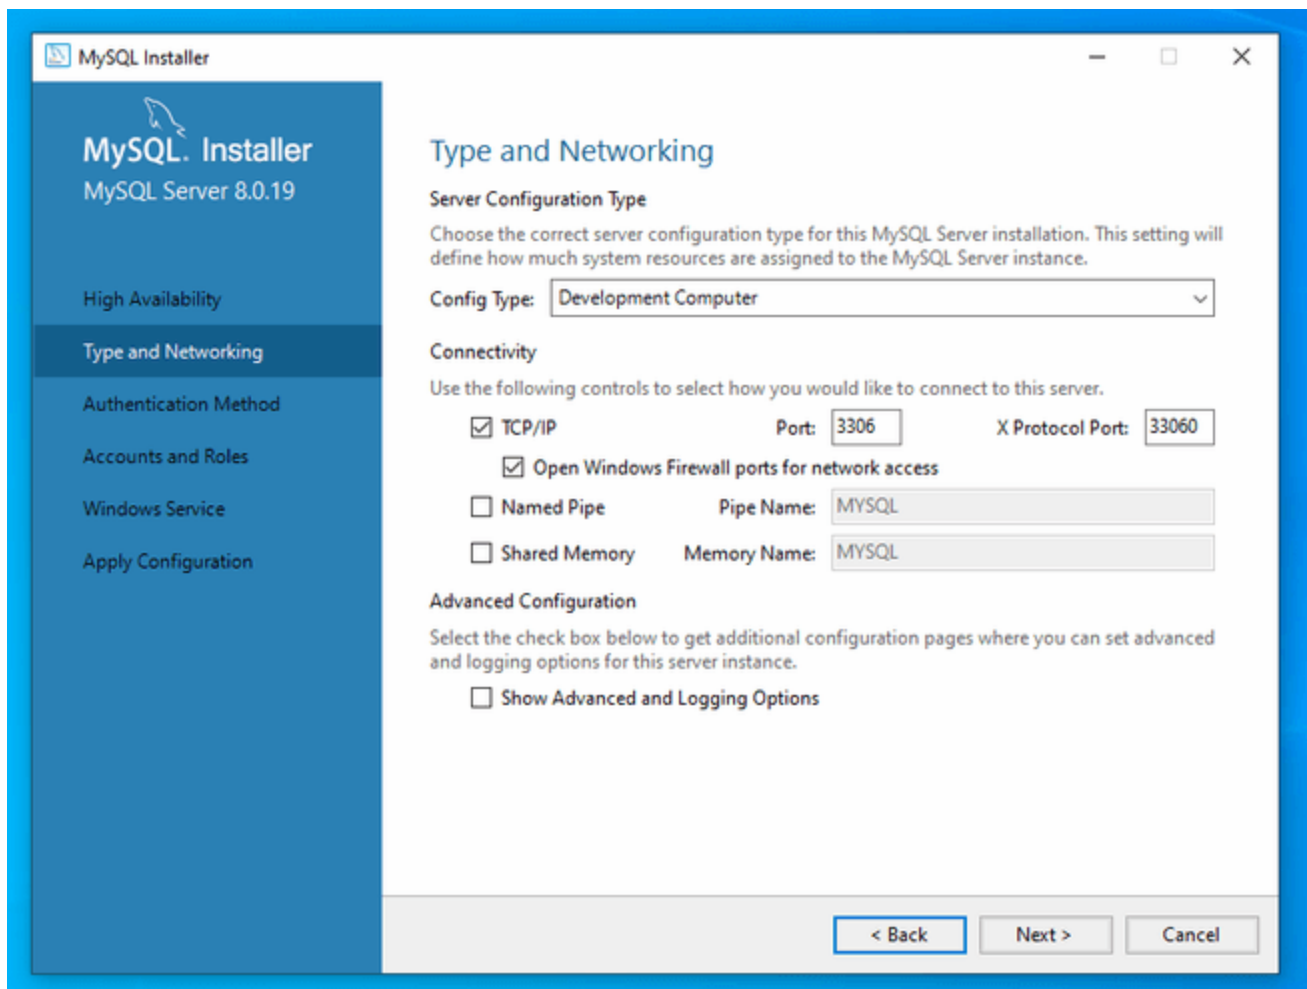 MySQL Installer
MySQL. Installer
MySQL Server 8.0.19
High Availability
Type and Networking
Authentication Method
Accounts and Roles
Windows Service
Apply Configuration
Type and Networking
Server Configuration Type
Choose the correct server configuration type for this MySQL Server installation. This setting will
define how much system resources are assigned to the MySQL Server instance.
Config Type: Development Computer
Connectivity
Use the following controls to select how you would like to connect to this server.
TCP/IP Port: 3306 X Protocol Port: 33060
Open Windows Firewall ports for network access
Named Pipe Pipe Name: MYSQL
Shared Memory Memory Name: MYSQL
Advanced Configuration
Select the check box below to get additional configuration pages where you can set advanced
and logging options for this server instance.
Show Advanced and Logging Options
< Back Next > Cancel